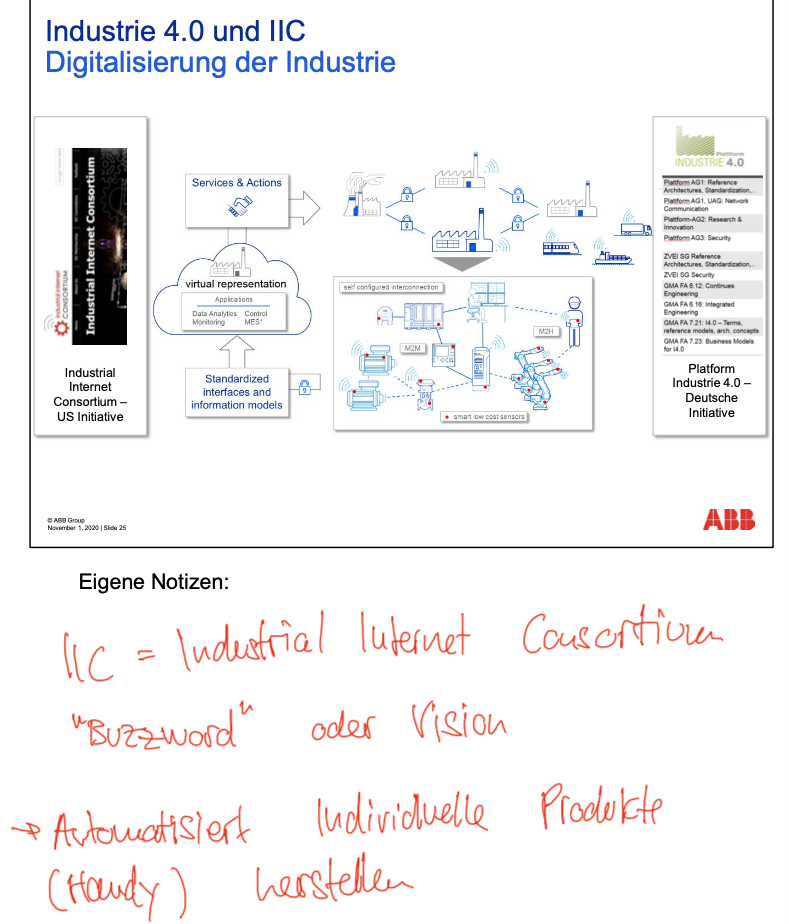 Industrie 4.0 und IIC
Digitalisierung der Industrie
Industrial Internet Consortium
Industrial Internet
CONSORTIUM
Industrial
Internet
Consortium –
US Initiative
Services & Actions
virtual representation
Applications
Data Analytics Control
Monitoring MES*
Standardized
interfaces and
information models
self configured interconnection
M2M
M2H
smart low cost sensors
Plattform
INDUSTRIE 4.0
Plattform AG1: Reference
Architectures, Standardization,..
Plattform AG1, UAG: Network
Communication
Plattform-AG2: Research &
Innovation
Plattform AG3: Security
ZVEI SG Reference
Architectures, Standardization,..
ZVEI SG Security
GMA FA 6.12: Continues
Engineering
GMA FA 6.16: Integrated
Engineering
GMA FA 7.21: I4.0 – Terms,
reference models, arch. concepts
GMA FA 7.23: Business Models
for I4.0
Platform
Industrie 4.0 –
Deutsche
Initiative
© ABB Group
November 1, 2020 | Slide 25
ABB
Eigene Notizen:
IIC = Industrial Internet Consortium
"Buzzword" oder Vision
→ Automatisiert Individuelle Produkte
(Handy) herstellen